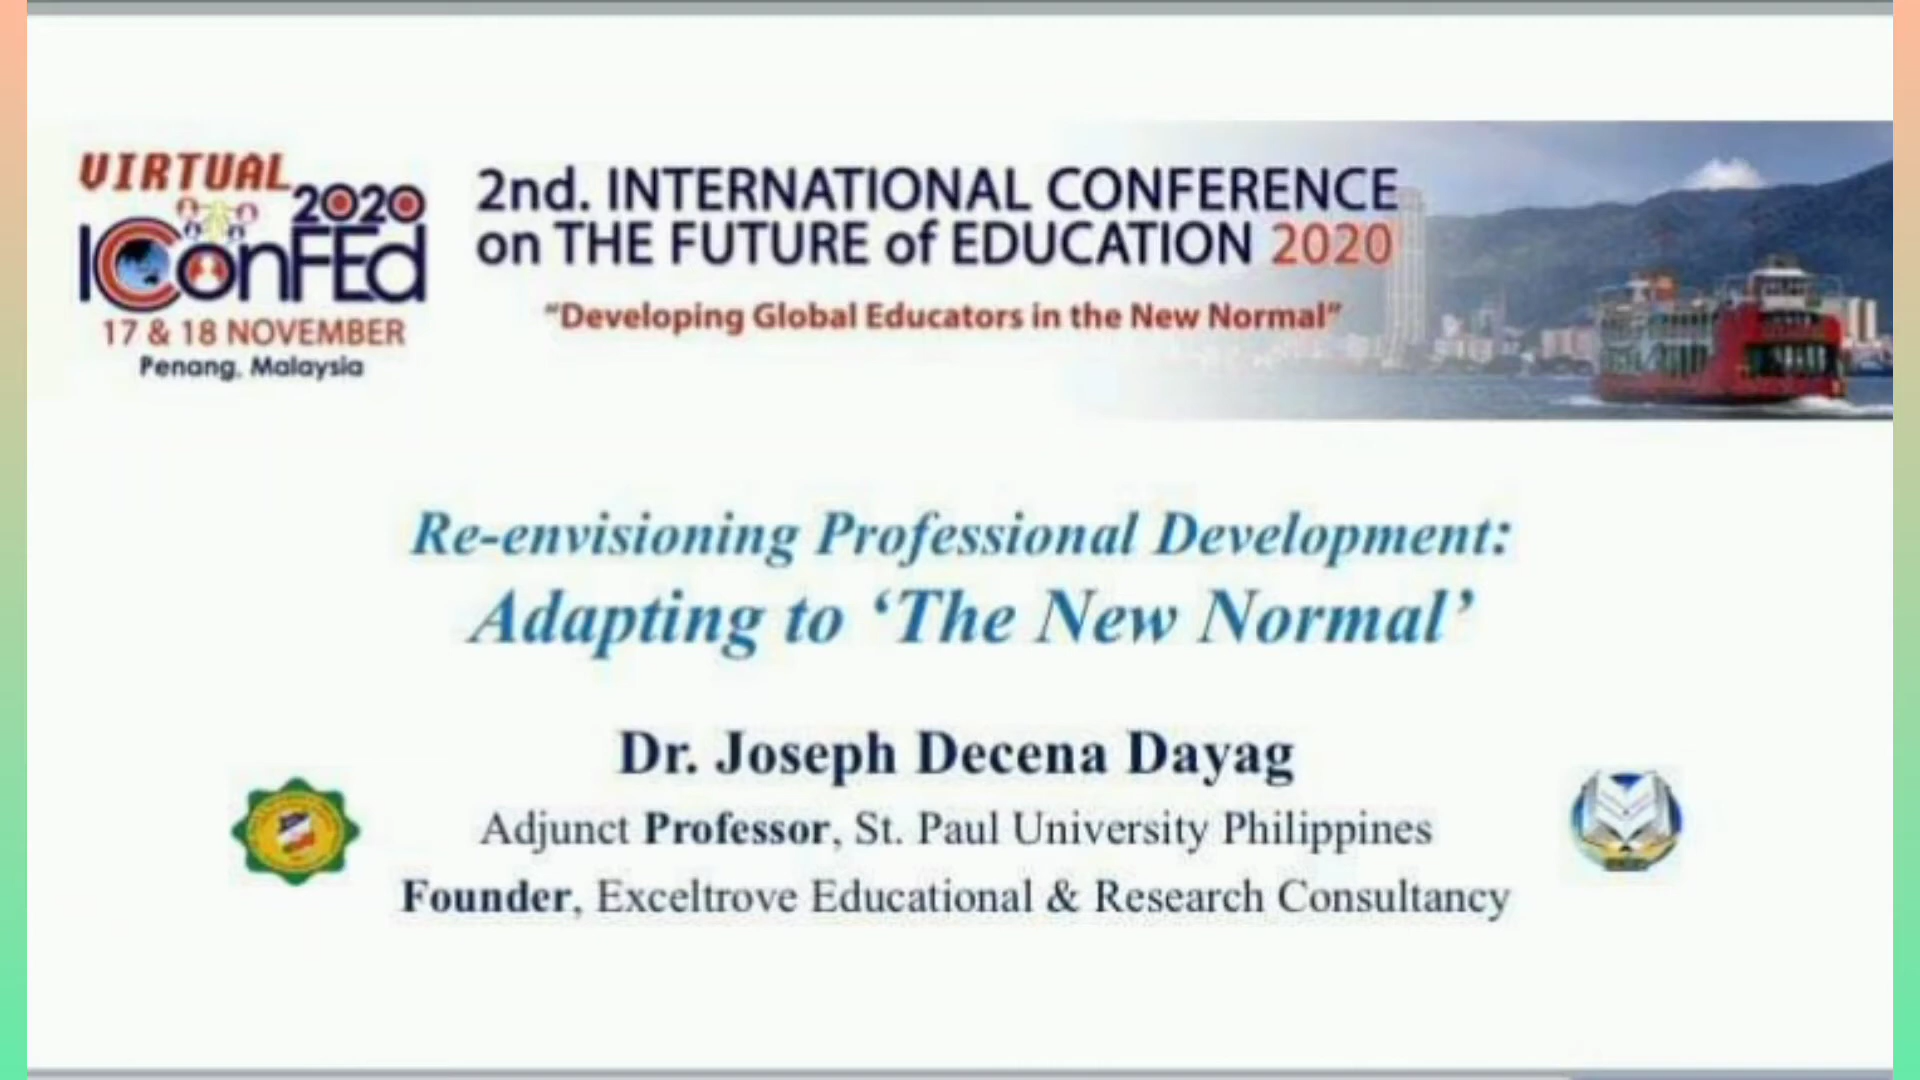 VIRTUAL
2020
IConFEd
17 & 18 NOVEMBER
Penang, Malaysia
2nd. INTERNATIONAL CONFERENCE
on THE FUTURE of EDUCATION 2020
“Developing Global Educators in the New Normal”
Re-envisioning Professional Development:
Adapting to ‘The New Normal’
Dr. Joseph Decena Dayag
Adjunct Professor, St. Paul University Philippines
Founder, Exceltrove Educational & Research Consultancy